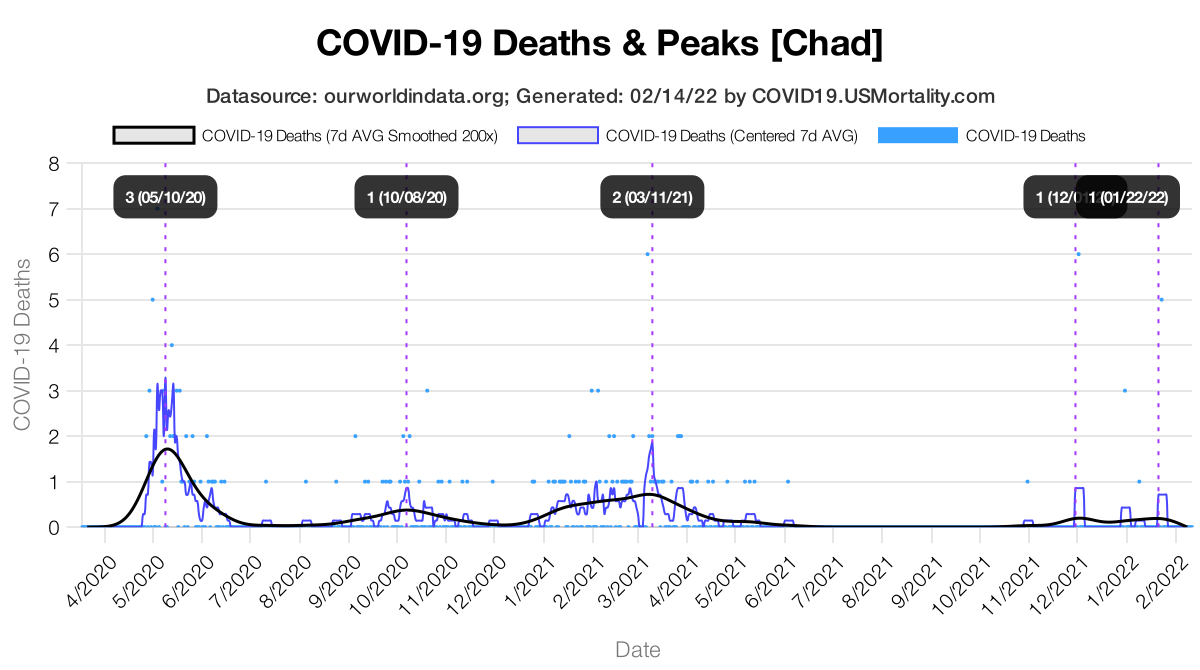 COVID-19 Deaths & Peaks [Chad]
Datasource: ourworldindata.org; Generated: 02/14/22 by COVID19.USMortality.com
COVID-19 Deaths (7d AVG Smoothed 200x) COVID-19 Deaths (Centered 7d AVG) COVID-19 Deaths
8
3 (05/10/20) 1 (10/08/20) 2 (03/11/21) 1 (12/0 1 (01/22/22)
7
6
5
4
3
2
1
0
COVID-19 Deaths
4/2020 5/2020 6/2020 7/2020 8/2020 9/2020 10/2020 11/2020 12/2020 1/2021 2/2021 3/2021 4/2021 5/2021 6/2021 7/2021 8/2021 9/2021 10/2021 11/2021 12/2021 1/2022 2/2022
Date